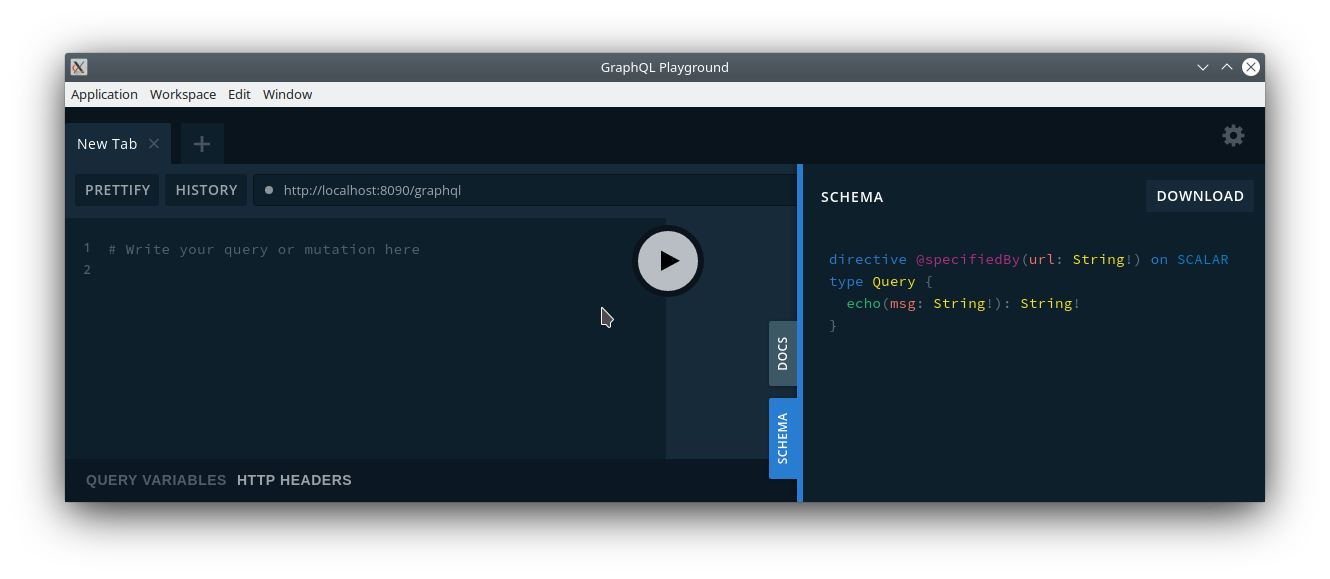 GraphQL Playground
Application Workspace Edit Window
New Tab
PRETTIFY HISTORY http://localhost:8090/graphql
1 # Write your query or mutation here
2
DOCS
SCHEMA
QUERY VARIABLES HTTP HEADERS
SCHEMA DOWNLOAD
directive @specifiedBy(url: String!) on SCALAR
type Query {
  echo(msg: String!): String!
}